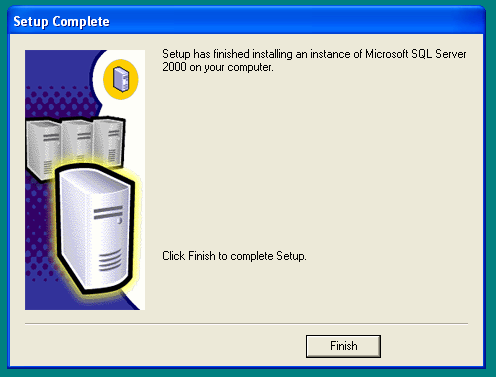 Setup Complete
Setup has finished installing an instance of Microsoft SQL Server
2000 on your computer.
Click Finish to complete Setup.
Finish